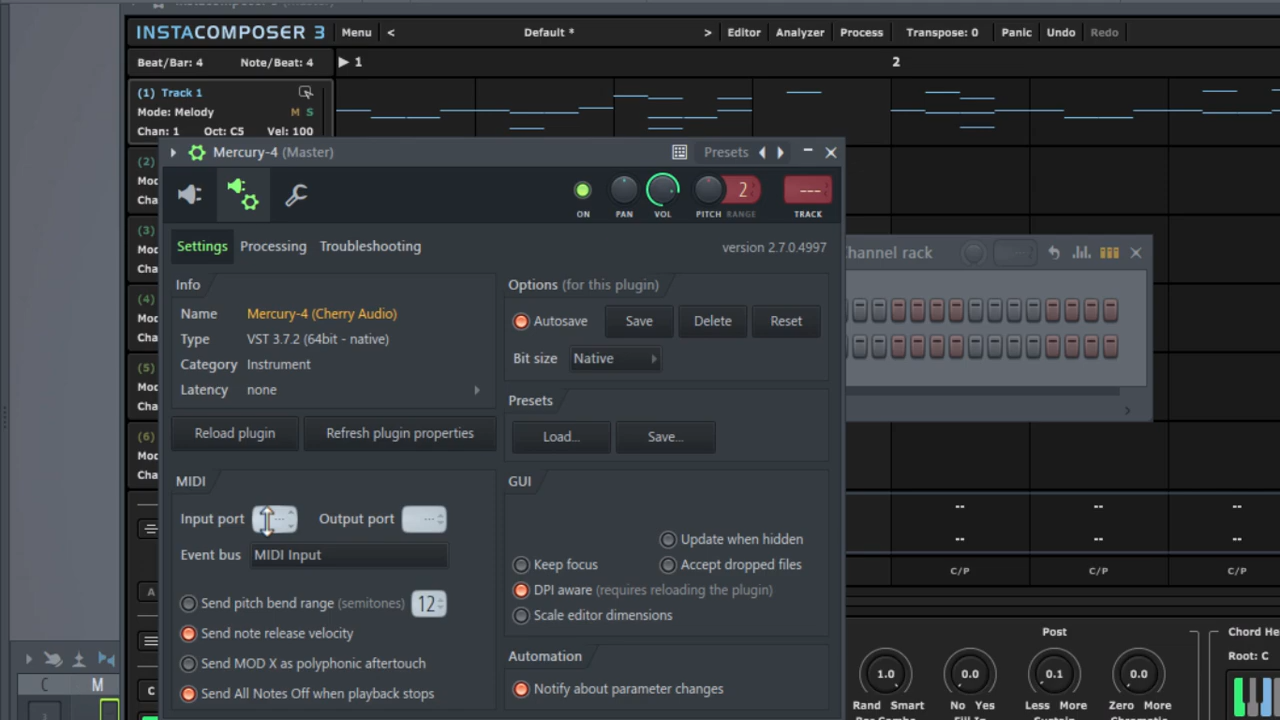 INSTACOMPOSER 3 Menu < Default * > Editor Analyzer Process Transpose: 0 Panic Undo Redo
Beat/Bar: 4 Note/Beat: 4 1 2
(1) Track 1
Mode: Melody M S
Chan: 1 Oct: C5 Vel: 100
(2)
(3)
(4)
(5)
(6)
Mercury-4 (Master) Presets
2
---
ON PAN VOL PITCH RANGE TRACK
Settings Processing Troubleshooting version 2.7.0.4997
Channel rack
Info
Name Mercury-4 (Cherry Audio)
Type VST 3.7.2 (64bit - native)
Category Instrument
Latency none
Reload plugin Refresh plugin properties
Options (for this plugin)
Autosave Save Delete Reset
Bit size Native
Presets
Load... Save...
MIDI
Input port --- Output port ---
Event bus MIDI Input
Send pitch bend range (semitones) 12
Send note release velocity
Send MOD X as polyphonic aftertouch
Send All Notes Off when playback stops
GUI
Update when hidden
Keep focus Accept dropped files
DPI aware (requires reloading the plugin)
Scale editor dimensions
Automation
Notify about parameter changes
-- -- --
-- -- --
C/P C/P C/P
A
C
C M
Post
1.0 0.0 0.1 0.0
Rand Smart No Yes Less More Zero More
Root: C